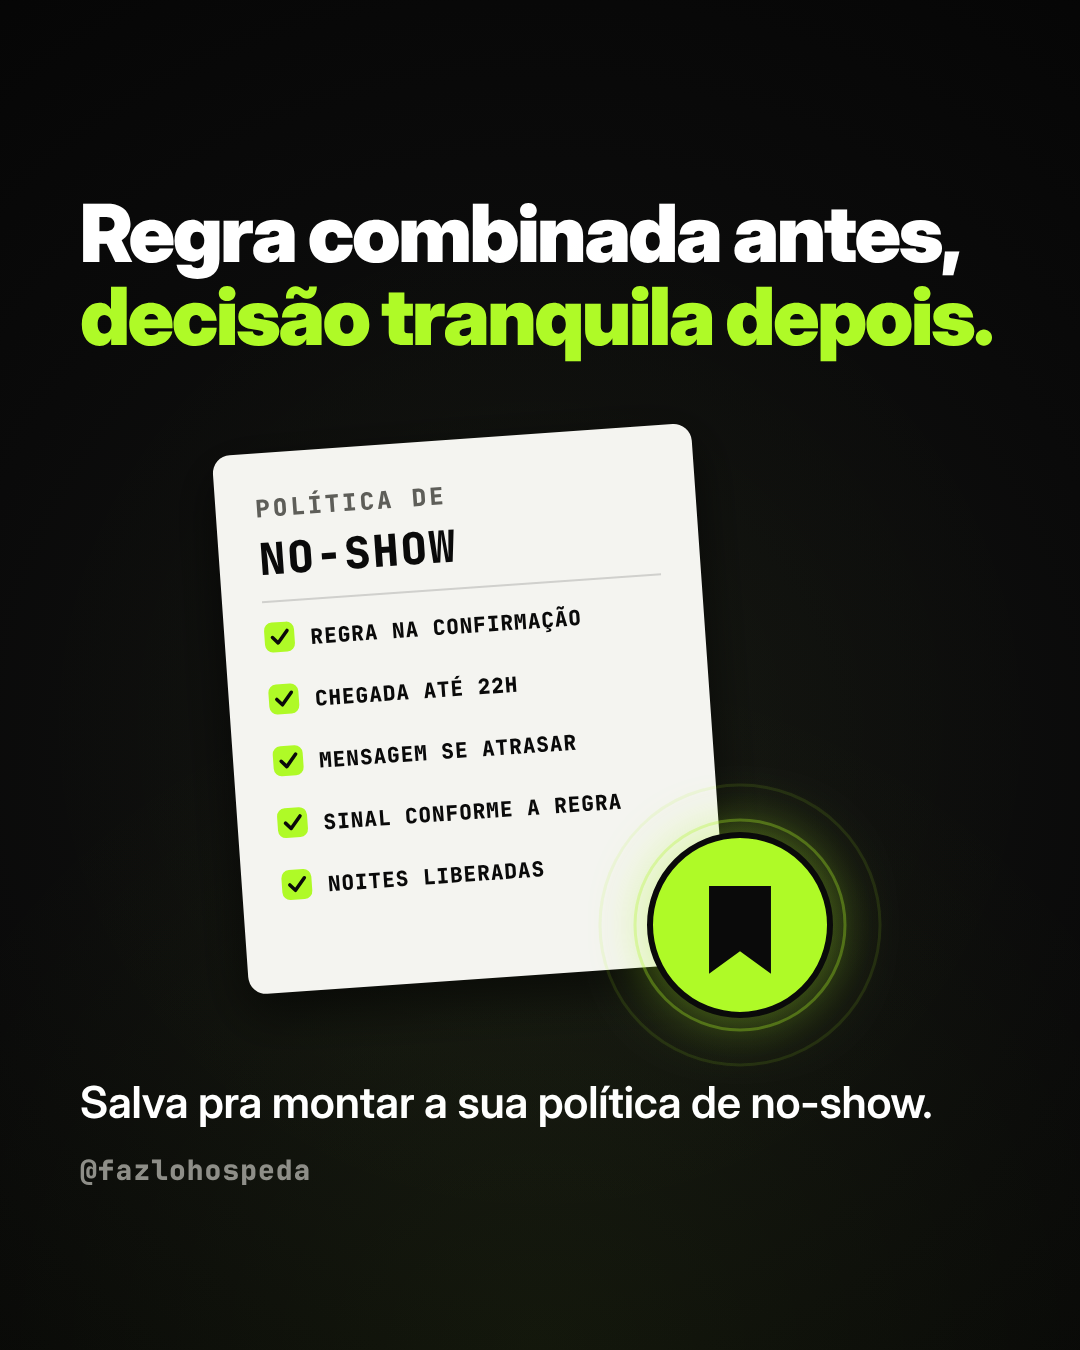 Regra combinada antes,
decisão tranquila depois.
POLÍTICA DE
NO-SHOW
REGRA NA CONFIRMAÇÃO
CHEGADA ATÉ 22H
MENSAGEM SE ATRASAR
SINAL CONFORME A REGRA
NOITES LIBERADAS
Salva pra montar a sua política de no-show.
@fazlohospeda